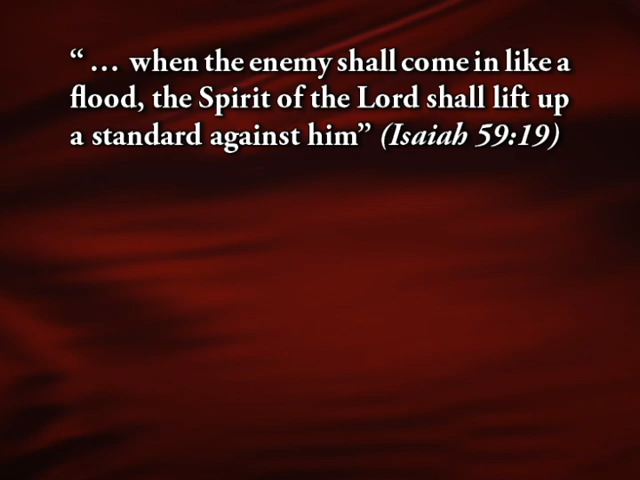 “ … when the enemy shall come in like a
flood, the Spirit of the Lord shall lift up
a standard against him” (Isaiah 59:19)